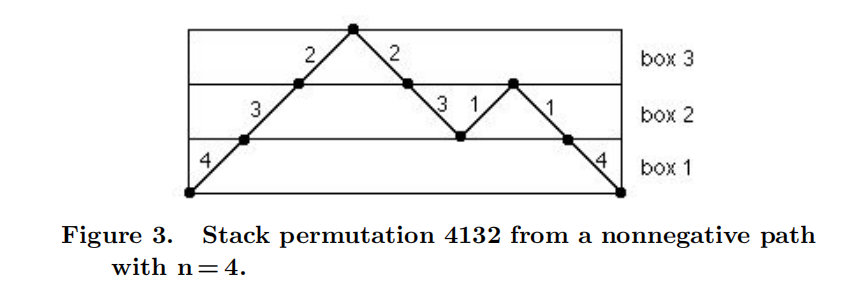 2 2 box 3
3 3 1 1 box 2
4 4 box 1
Figure 3. Stack permutation 4132 from a nonnegative path
with n = 4.